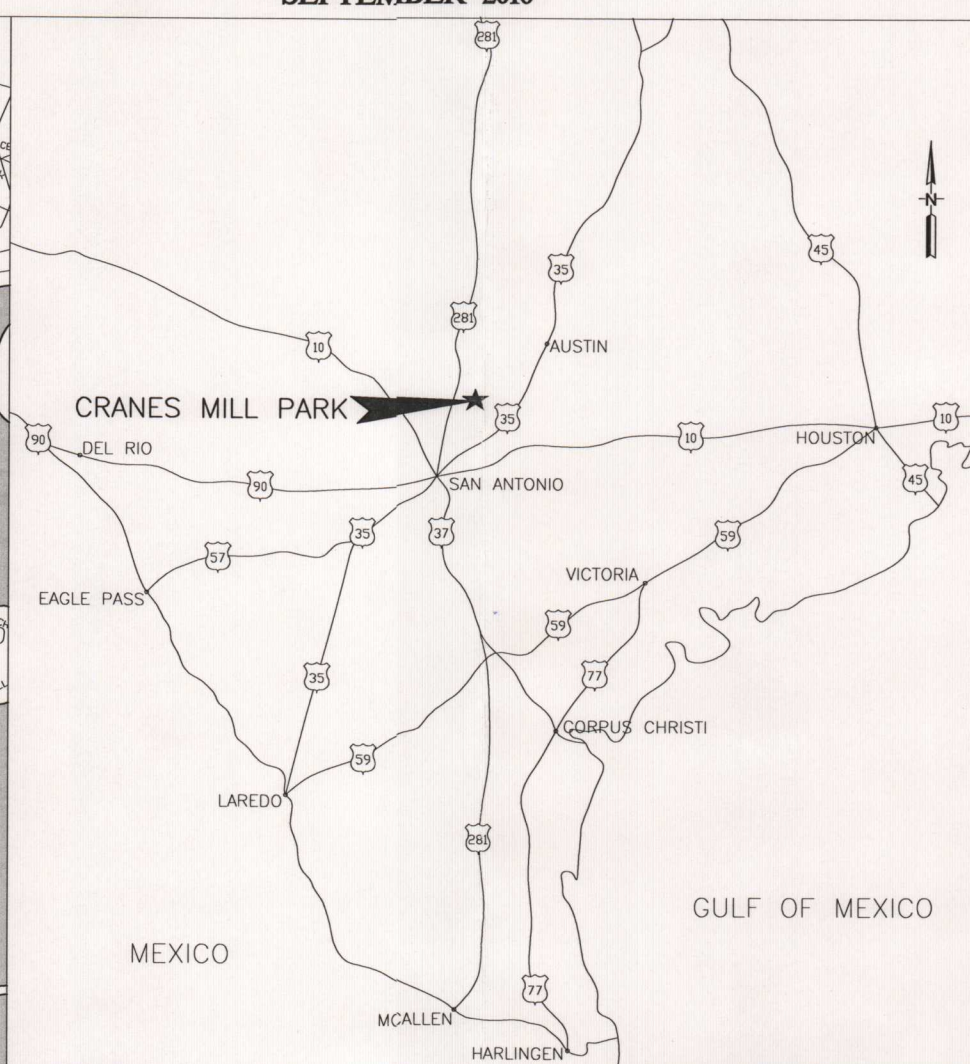 SEPTEMBER 2016
281
45
35
281
AUSTIN
10
CRANES MILL PARK
35
10
10
HOUSTON
90
DEL RIO
90
SAN ANTONIO
45
35
37
59
57
VICTORIA
EAGLE PASS
59
35
77
CORPUS CHRISTI
59
LAREDO
281
GULF OF MEXICO
MEXICO
77
MCALLEN
HARLINGEN
N